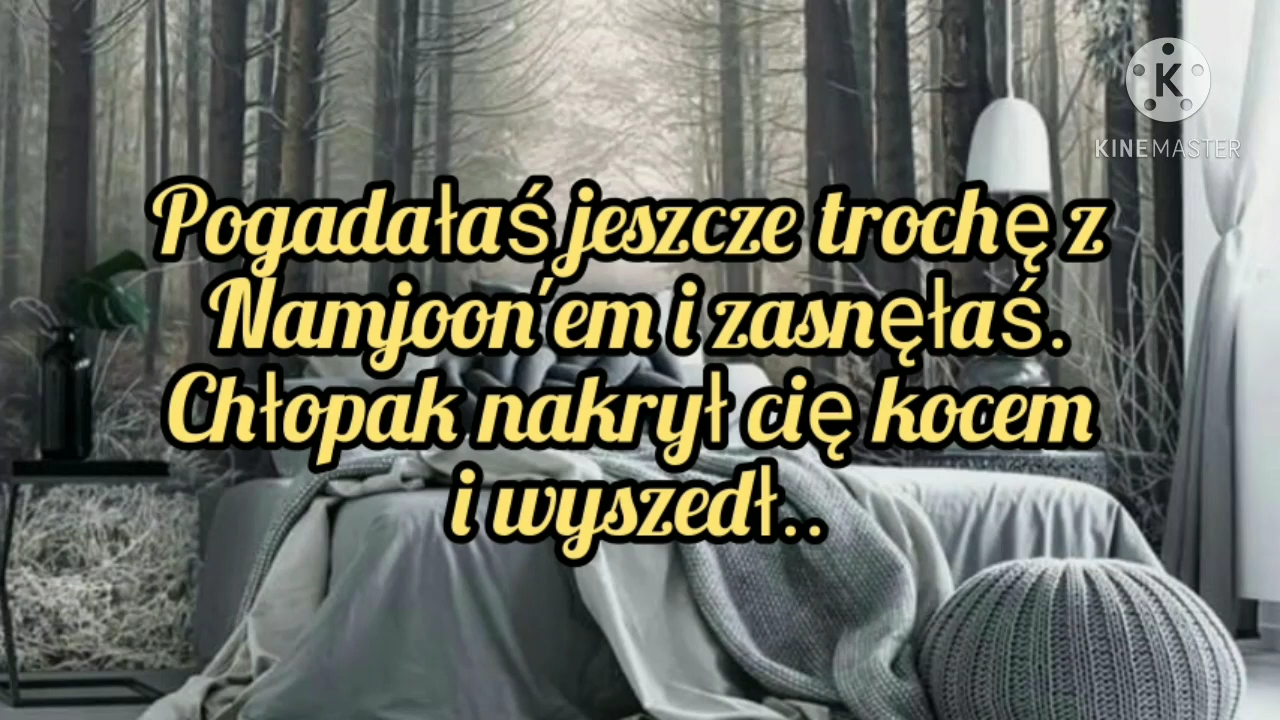 KINEMASTER
Pogadałaś jeszcze trochę z
Namjoon'em i zasnęłaś.
Chłopak nakrył cię kocem
i wyszedł..